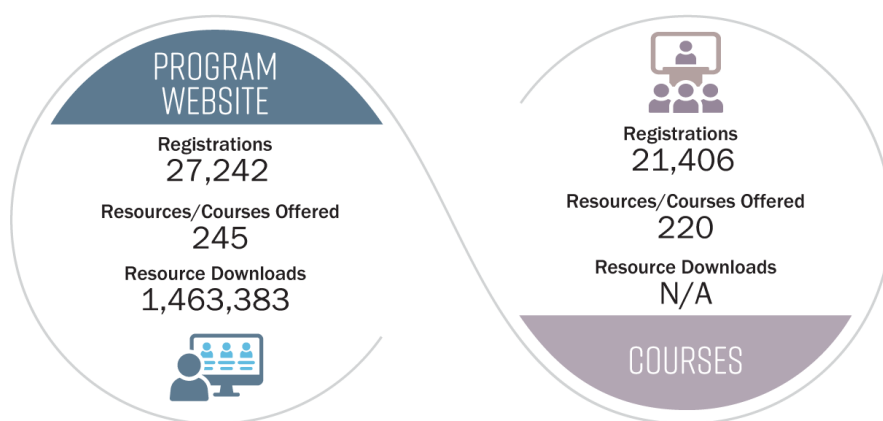 PROGRAM
WEBSITE
Registrations
27,242
Resources/Courses Offered
245
Resource Downloads
1,463,383
Registrations
21,406
Resources/Courses Offered
220
Resource Downloads
N/A
COURSES